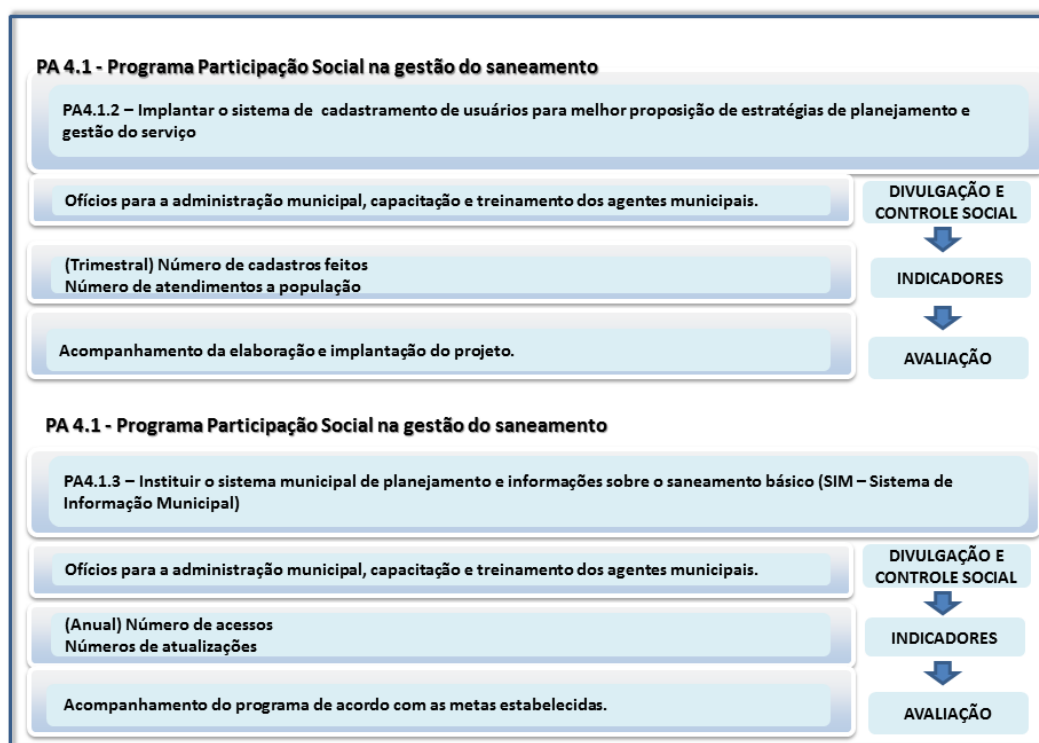 PA 4.1 - Programa Participação Social na gestão do saneamento
PA4.1.2 – Implantar o sistema de cadastramento de usuários para melhor proposição de estratégias de planejamento e
gestão do serviço
Ofícios para a administração municipal, capacitação e treinamento dos agentes municipais.
DIVULGAÇÃO E
CONTROLE SOCIAL
(Trimestral) Número de cadastros feitos
Número de atendimentos a população
INDICADORES
Acompanhamento da elaboração e implantação do projeto.
AVALIAÇÃO
PA 4.1 - Programa Participação Social na gestão do saneamento
PA4.1.3 – Instituir o sistema municipal de planejamento e informações sobre o saneamento básico (SIM – Sistema de
Informação Municipal)
Ofícios para a administração municipal, capacitação e treinamento dos agentes municipais.
DIVULGAÇÃO E
CONTROLE SOCIAL
(Anual) Número de acessos
Números de atualizações
INDICADORES
Acompanhamento do programa de acordo com as metas estabelecidas.
AVALIAÇÃO